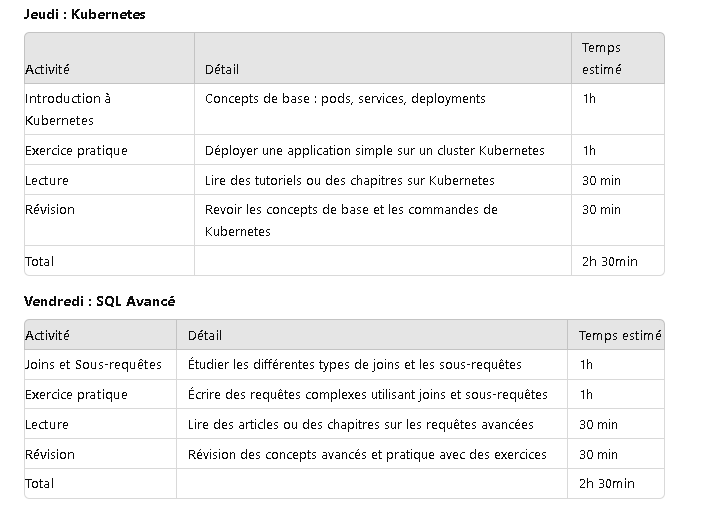 Jeudi : Kubernetes
Temps
Activité Détail estimé
Introduction à Concepts de base : pods, services, deployments 1h
Kubernetes
Exercice pratique Déployer une application simple sur un cluster Kubernetes 1h
Lecture Lire des tutoriels ou des chapitres sur Kubernetes 30 min
Révision Revoir les concepts de base et les commandes de 30 min
Kubernetes
Total 2h 30min
Vendredi : SQL Avancé
Activité Détail Temps estimé
Joins et Sous-requêtes Étudier les différentes types de joins et les sous-requêtes 1h
Exercice pratique Écrire des requêtes complexes utilisant joins et sous-requêtes 1h
Lecture Lire des articles ou des chapitres sur les requêtes avancées 30 min
Révision Révision des concepts avancés et pratique avec des exercices 30 min
Total 2h 30min